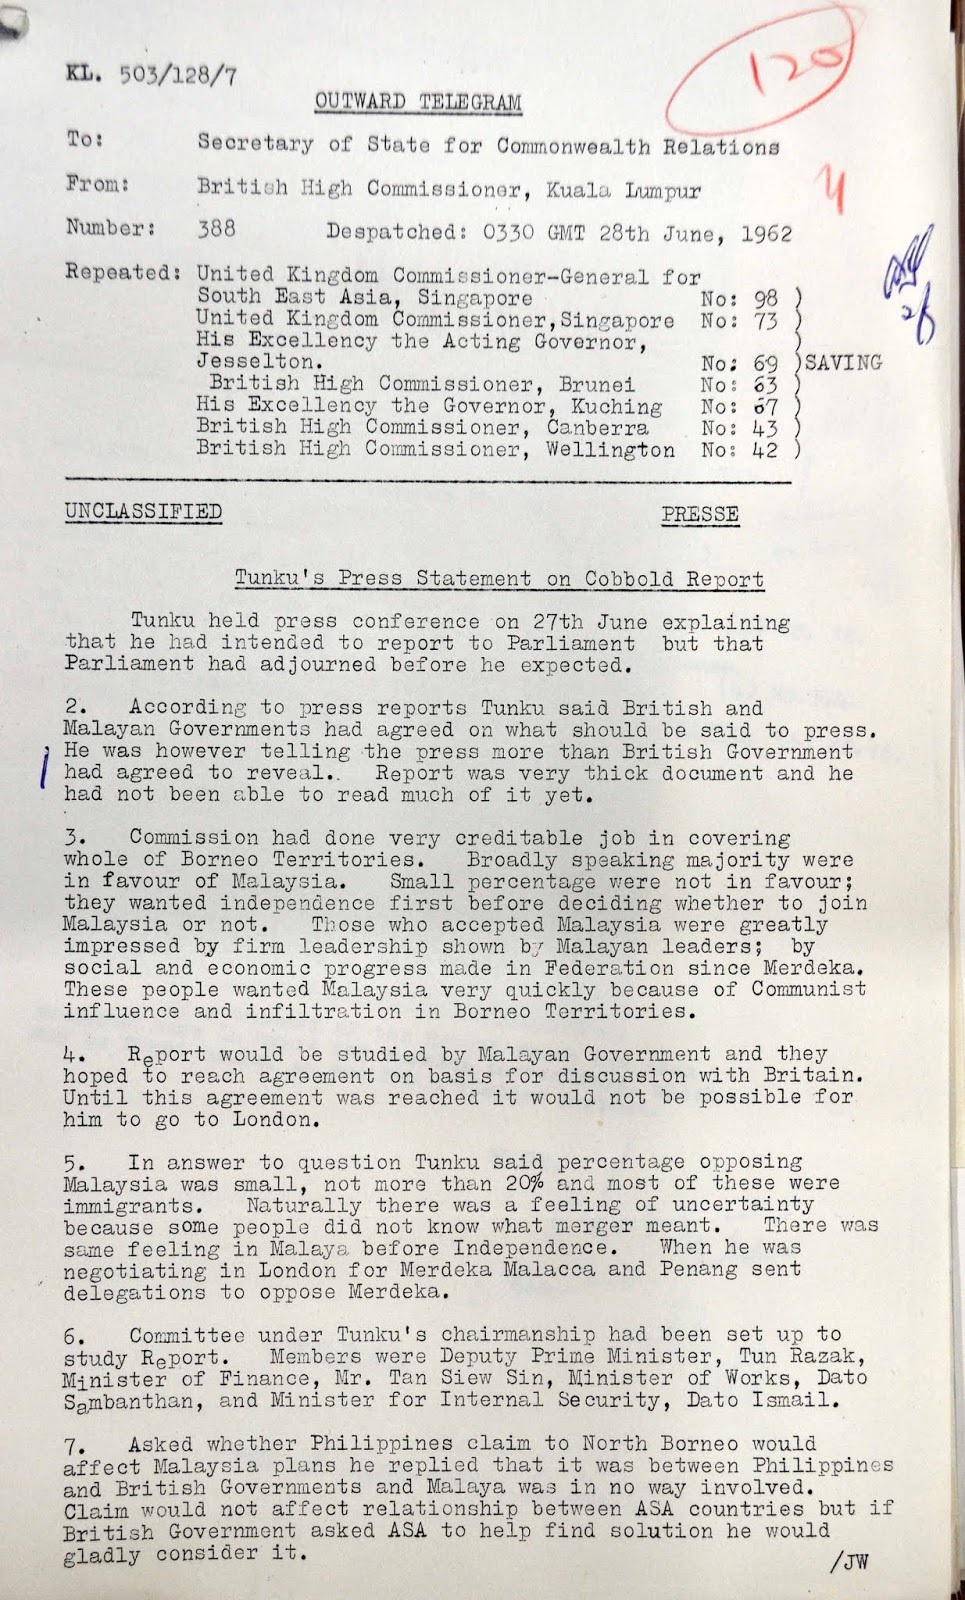 120
KL. 503/128/7
OUTWARD TELEGRAM
To: Secretary of State for Commonwealth Relations
From: British High Commissioner, Kuala Lumpur
4
Number: 388 Despatched: 0330 GMT 28th June, 1962
Repeated: United Kingdom Commissioner-General for
South East Asia, Singapore No: 98 )
United Kingdom Commissioner,Singapore No: 73 )
His Excellency the Acting Governor, )
Jesselton. No: 69 )SAVING
British High Commissioner, Brunei No: 63 )
His Excellency the Governor, Kuching No: 67 )
British High Commissioner, Canberra No: 43 )
British High Commissioner, Wellington No: 42 )
UNCLASSIFIED PRESSE
Tunku's Press Statement on Cobbold Report
Tunku held press conference on 27th June explaining
that he had intended to report to Parliament but that
Parliament had adjourned before he expected.
2. According to press reports Tunku said British and
Malayan Governments had agreed on what should be said to press.
He was however telling the press more than British Government
had agreed to reveal.. Report was very thick document and he
had not been able to read much of it yet.
3. Commission had done very creditable job in covering
whole of Borneo Territories. Broadly speaking majority were
in favour of Malaysia. Small percentage were not in favour;
they wanted independence first before deciding whether to join
Malaysia or not. Those who accepted Malaysia were greatly
impressed by firm leadership shown by Malayan leaders; by
social and economic progress made in Federation since Merdeka.
These people wanted Malaysia very quickly because of Communist
influence and infiltration in Borneo Territories.
4. Report would be studied by Malayan Government and they
hoped to reach agreement on basis for discussion with Britain.
Until this agreement was reached it would not be possible for
him to go to London.
5. In answer to question Tunku said percentage opposing
Malaysia was small, not more than 20% and most of these were
immigrants. Naturally there was a feeling of uncertainty
because some people did not know what merger meant. There was
same feeling in Malaya before Independence. When he was
negotiating in London for Merdeka Malacca and Penang sent
delegations to oppose Merdeka.
6. Committee under Tunku's chairmanship had been set up to
study Report. Members were Deputy Prime Minister, Tun Razak,
Minister of Finance, Mr. Tan Siew Sin, Minister of Works, Dato
Sambanthan, and Minister for Internal Security, Dato Ismail.
7. Asked whether Philippines claim to North Borneo would
affect Malaysia plans he replied that it was between Philippines
and British Governments and Malaya was in no way involved.
Claim would not affect relationship between ASA countries but if
British Government asked ASA to help find solution he would
gladly consider it.
/JW